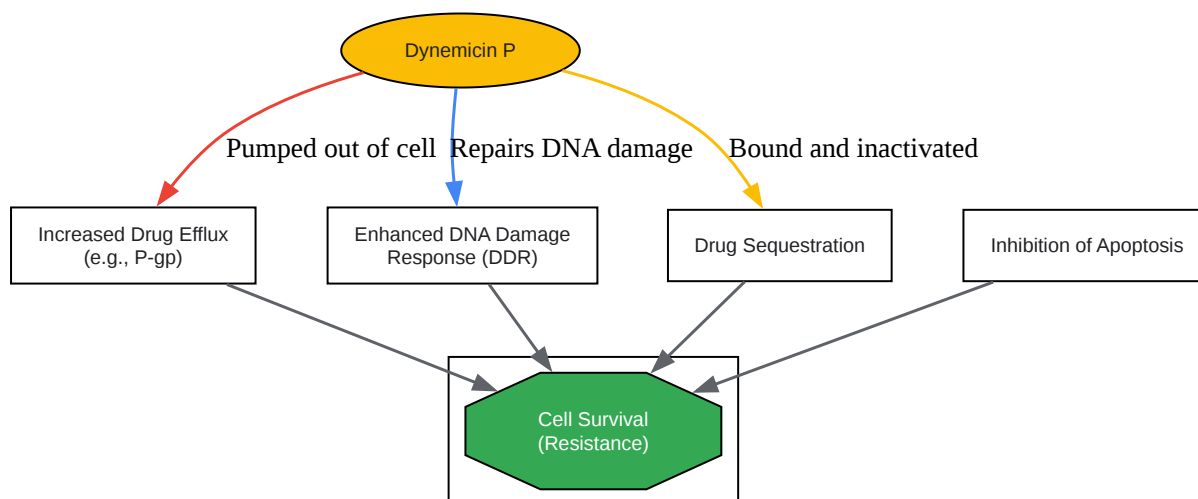 Dynemicin P
Pumped out of cell
Repairs DNA damage
Bound and inactivated
Increased Drug Efflux
(e.g., P-gp)
Enhanced DNA Damage
Response (DDR)
Drug Sequestration
Inhibition of Apoptosis
Cell Survival
(Resistance)